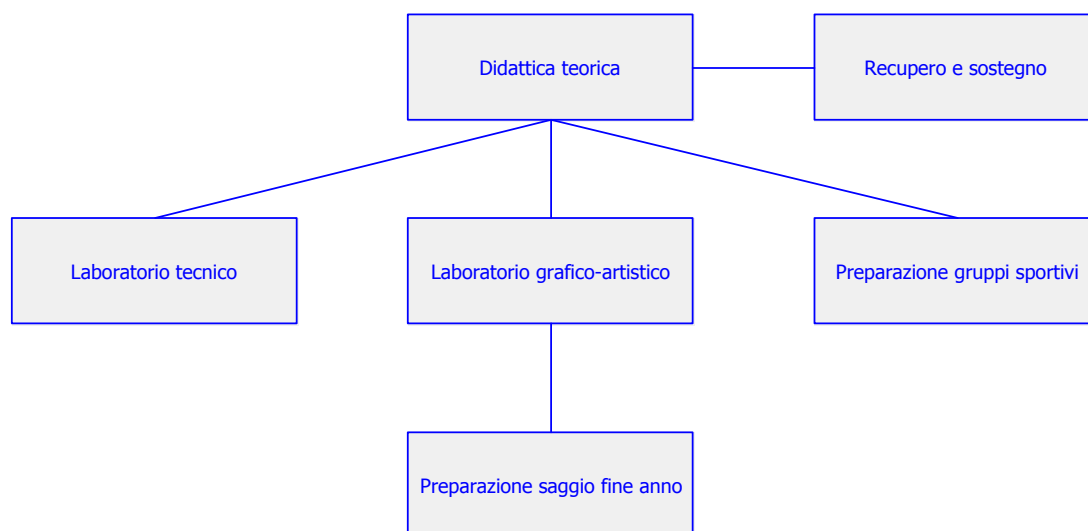 Didattica teorica
Recupero e sostegno
Laboratorio tecnico
Laboratorio grafico-artistico
Preparazione gruppi sportivi
Preparazione saggio fine anno